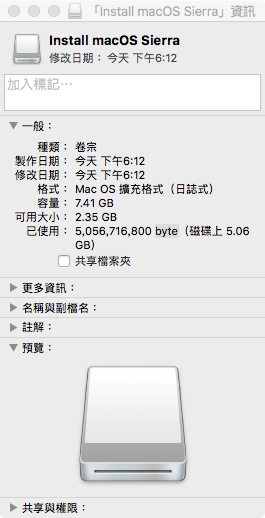 「Install macOS Sierra」資訊
Install macOS Sierra
修改日期： 今天 下午6:12
加入標記…
一般：
種類： 卷宗
製作日期： 今天 下午6:12
修改日期： 今天 下午6:12
格式： Mac OS 擴充格式（日誌式）
容量： 7.41 GB
可用大小： 2.35 GB
已使用： 5,056,716,800 byte（磁碟上 5.06
GB）
共享檔案夾
更多資訊：
名稱與副檔名：
註解：
預覽：
共享與權限：